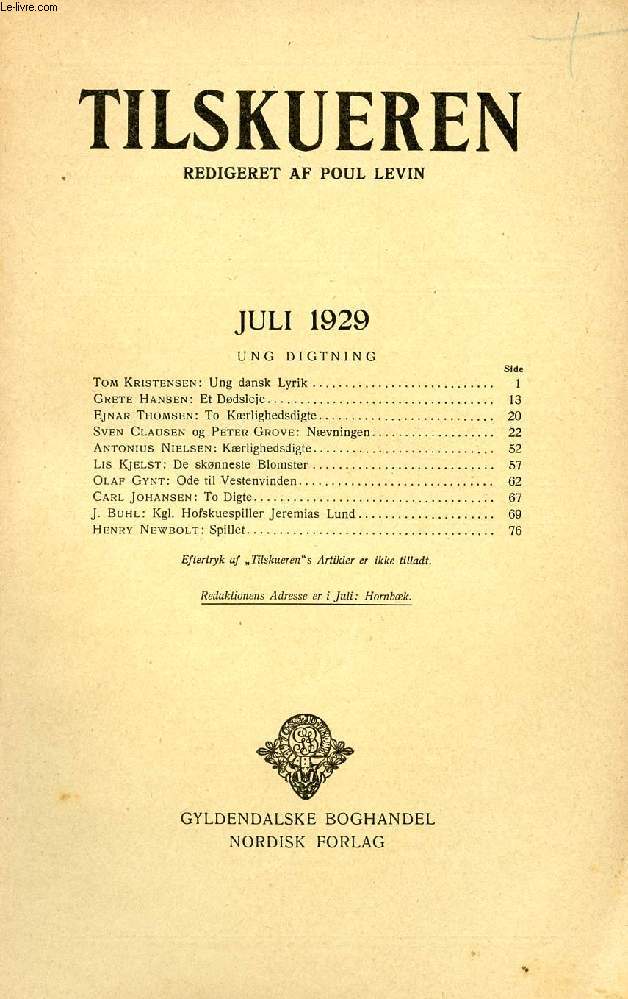 Le-livre.com
TILSKUEREN
REDIGERET AF POUL LEVIN
JULI 1929
UNG DIGTNING
Side
TOM KRISTENSEN: Ung dansk Lyrik ........................... 1
GRETE HANSEN: Et Dødsleje ................................... 13
EJNAR THOMSEN: To Kærlighedsdigte ........................... 20
SVEN CLAUSEN og PETER GROVE: Nævningen ................... 22
ANTONIUS NIELSEN: Kærlighedsdigte ............................ 52
LIS KJELST: De skønneste Blomster ............................ 57
OLAF GYNT: Ode til Vestenvinden .............................. 62
CARL JOHANSEN: To Digte ..................................... 67
J. BUHL: Kgl. Hofskuespiller Jeremias Lund ..................... 69
HENRY NEWBOLT: Spillet ...................................... 76
Eftertryk af „Tilskueren“s Artikler er ikke tilladt.
Redaktionens Adresse er i Juli: Hornbæk.
GYLDENDALSKE BOGHANDEL
NORDISK FORLAG